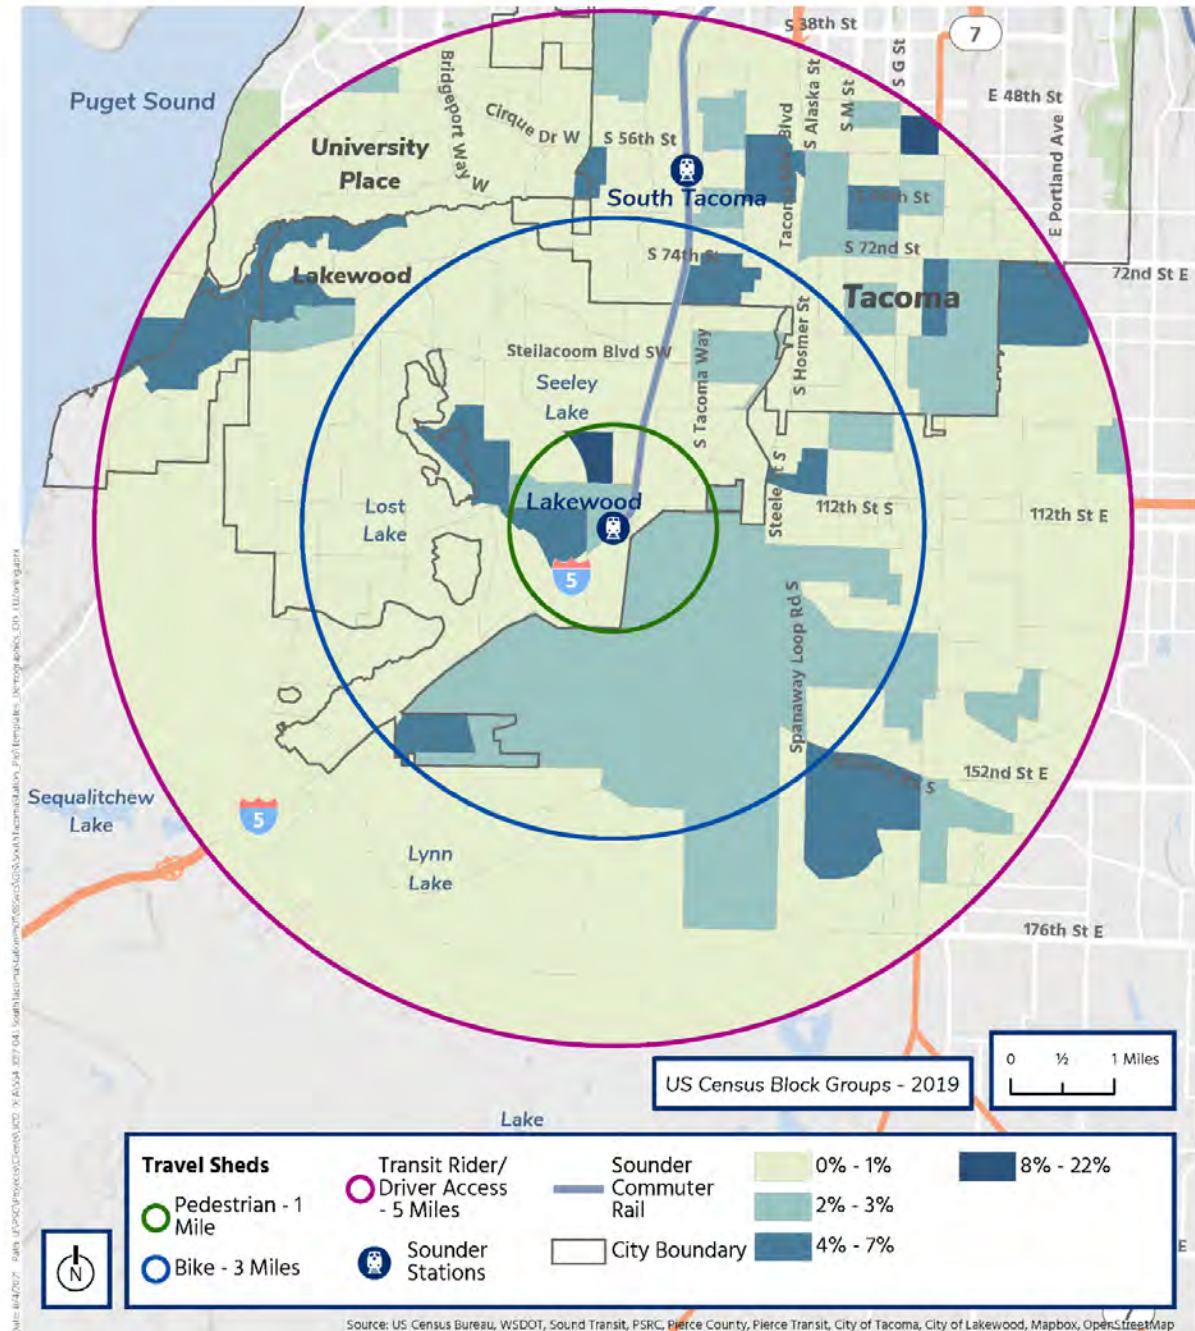 S 38th St
7
S G St
Puget Sound
Bridgeport Way W
S Alaska St
S M St
E 48th St
Cirque Dr W
S 56th St
E Portland Ave
University
Place
South Tacoma
S 72nd St
S 74th St
72nd St E
Lakewood
Tacoma
S Hosmer St
Steilacoom Blvd SW
S Tacoma Way
Seeley
Lake
Lakewood
Lost
Lake
112th St S
112th St E
5
Spanaway Loop Rd S
152nd St E
Sequalitchew
Lake
5
Lynn
Lake
176th St E
0 ½ 1 Miles
US Census Block Groups - 2019
Lake
Travel Sheds
Pedestrian - 1
Mile
Bike - 3 Miles
Transit Rider/
Driver Access
- 5 Miles
Sounder
Stations
Sounder
Commuter
Rail
City Boundary
0% - 1%
2% - 3%
4% - 7%
8% - 22%
N
E
Source: US Census Bureau, WSDOT, Sound Transit, PSRC, Pierce County, Pierce Transit, City of Tacoma, City of Lakewood, Mapbox, OpenStreetMap